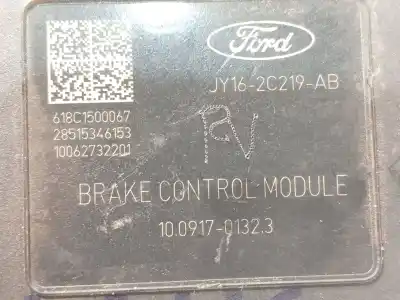 Ford
JY16-2C219-AB
618C1500067
28515346153
10062732201
BRAKE CONTROL MODULE
10.0917-0132.3